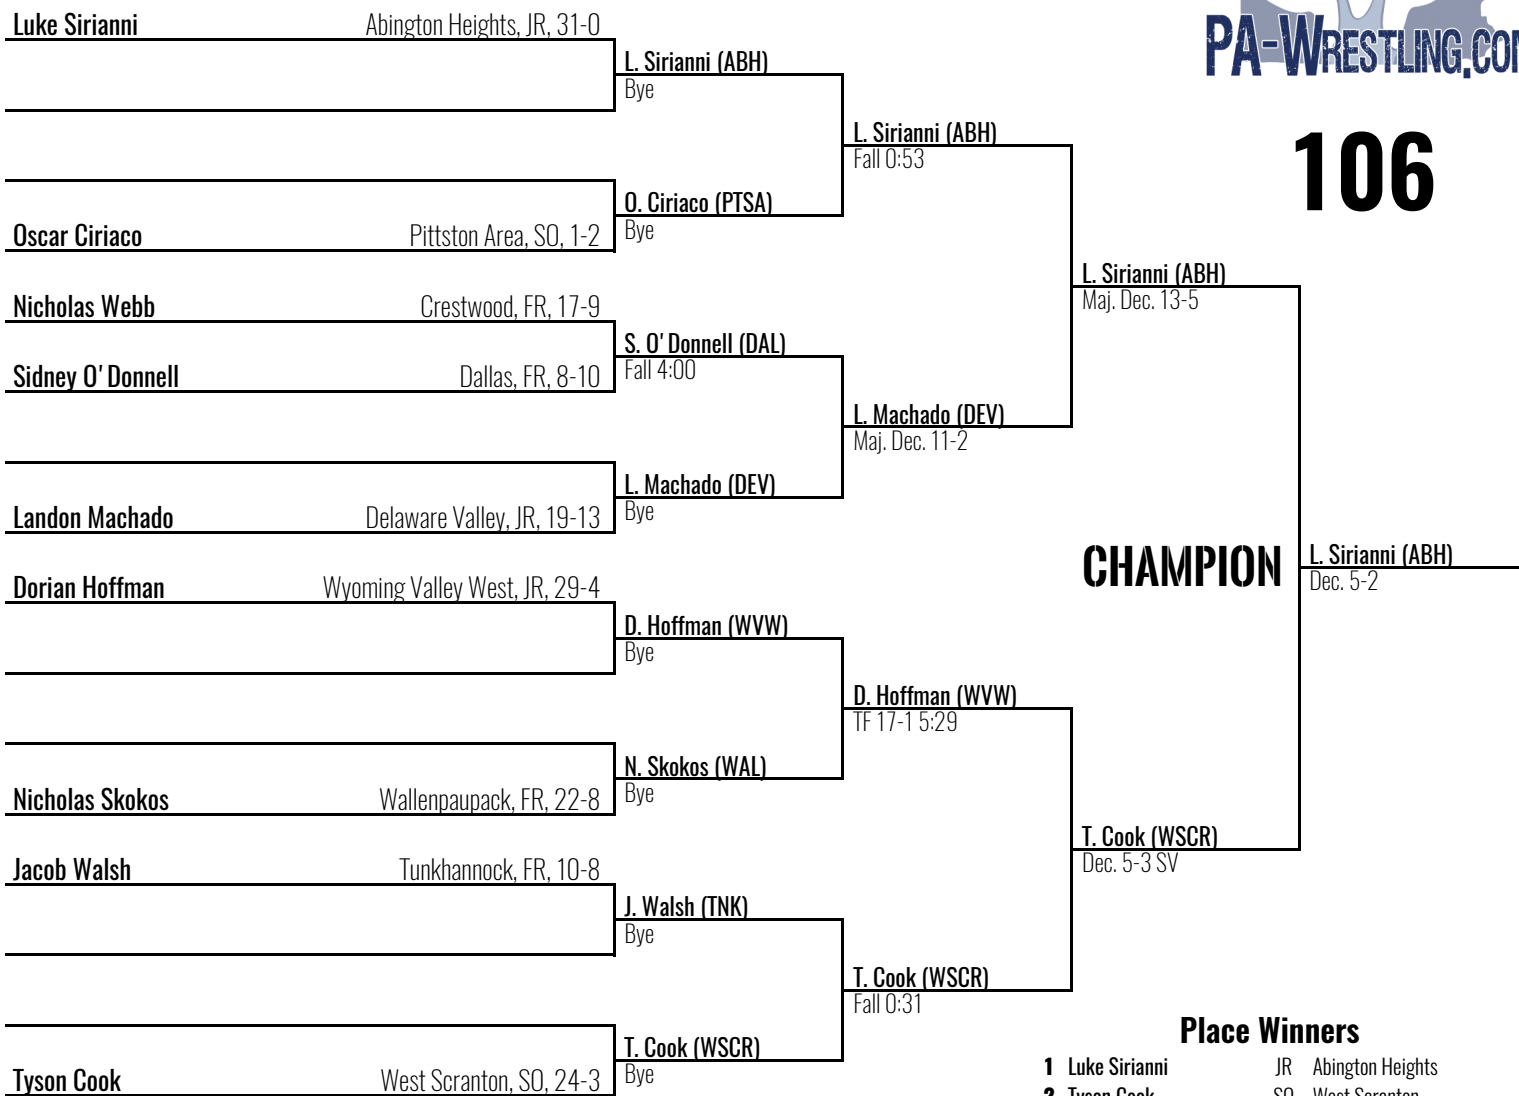 PA-WRESTLING.CO
106
Luke Sirianni Abington Heights, JR, 31-0
L. Sirianni (ABH)
Bye
L. Sirianni (ABH)
Fall 0:53
O. Ciriaco (PTSA)
Bye
Oscar Ciriaco Pittston Area, SO, 1-2
L. Sirianni (ABH)
Maj. Dec. 13-5
Nicholas Webb Crestwood, FR, 17-9
S. O'Donnell (DAL)
Fall 4:00
Sidney O'Donnell Dallas, FR, 8-10
L. Machado (DEV)
Maj. Dec. 11-2
L. Machado (DEV)
Bye
Landon Machado Delaware Valley, JR, 19-13
CHAMPION
L. Sirianni (ABH)
Dec. 5-2
Dorian Hoffman Wyoming Valley West, JR, 29-4
D. Hoffman (WVW)
Bye
D. Hoffman (WVW)
TF 17-1 5:29
N. Skokos (WAL)
Bye
Nicholas Skokos Wallenpaupack, FR, 22-8
T. Cook (WSCR)
Dec. 5-3 SV
Jacob Walsh Tunkhannock, FR, 10-8
J. Walsh (TNK)
Bye
T. Cook (WSCR)
Fall 0:31
T. Cook (WSCR)
Bye
Tyson Cook West Scranton, SO, 24-3
Place Winners
1 Luke Sirianni JR Abington Heights
2 Tyson Cook SO West Scranton